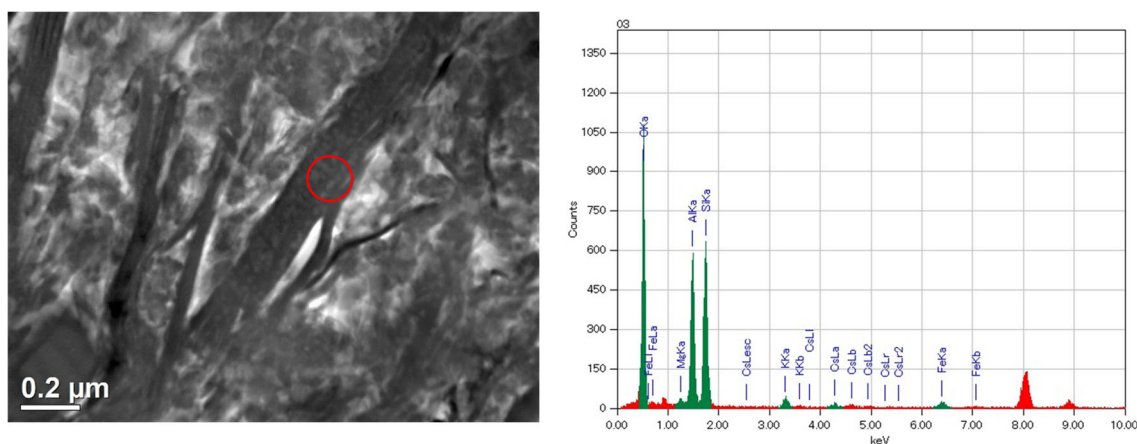 0.2 µm
03
Counts
1350
1200
1050
900
750
600
450
300
150
0
OKa
FeLl
FeLa
MgKa
AlKa
SiKa
CsLesc
KKa
KKb
CsLl
CsLa
CsLb
CsLb2
CsLr
CsLr2
FeKa
FeKb
0.00 1.00 2.00 3.00 4.00 5.00 6.00 7.00 8.00 9.00 10.00
keV